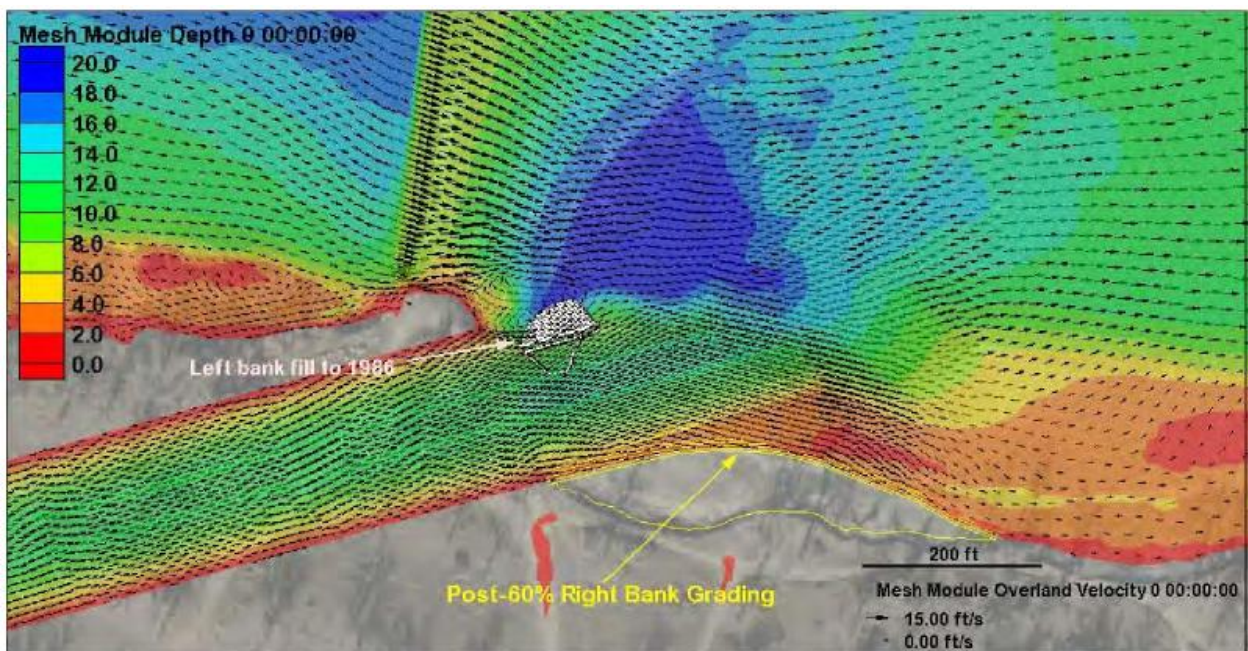 Mesh Module Depth 0 00:00:00
20.0
18.0
16.0
14.0
12.0
10.0
8.0
6.0
4.0
2.0
0.0
Left bank fill to 1986
Post-60% Right Bank Grading
200 ft
Mesh Module Overland Velocity 0 00:00:00
15.00 ft/s
0.00 ft/s